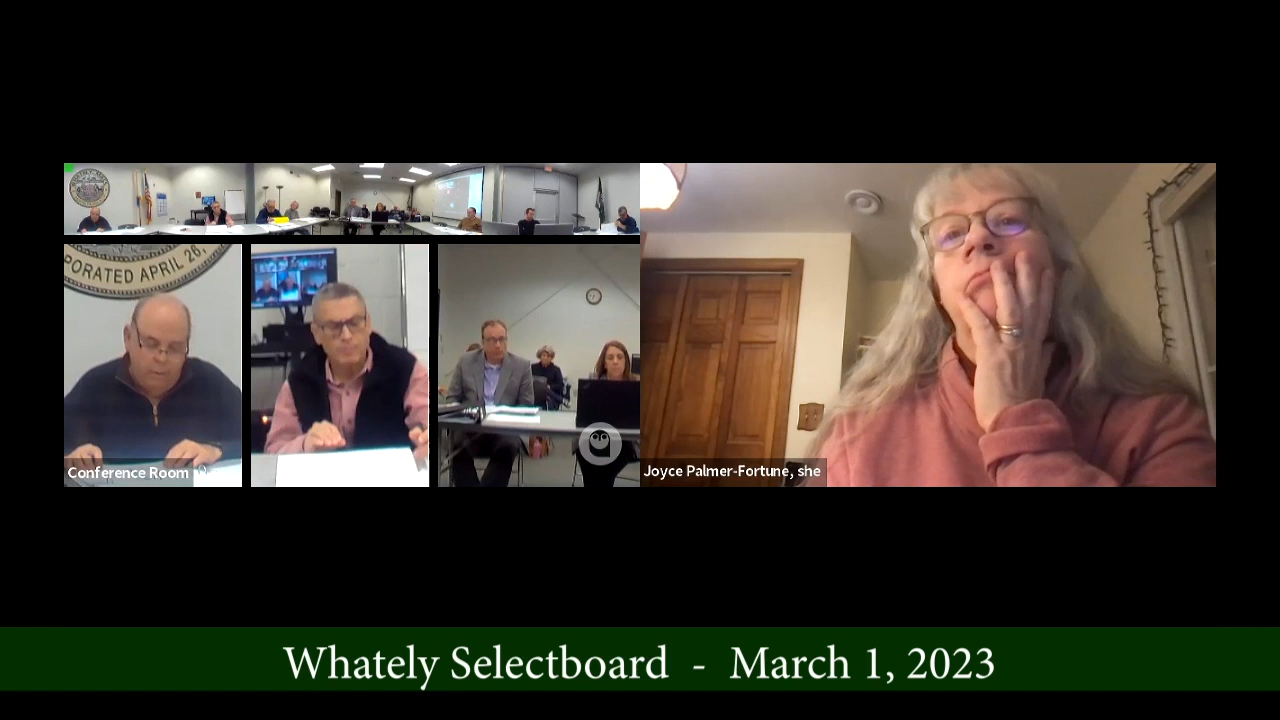 PORATED APRIL 26,
Conference Room
Joyce Palmer-Fortune, she
Whately Selectboard - March 1, 2023